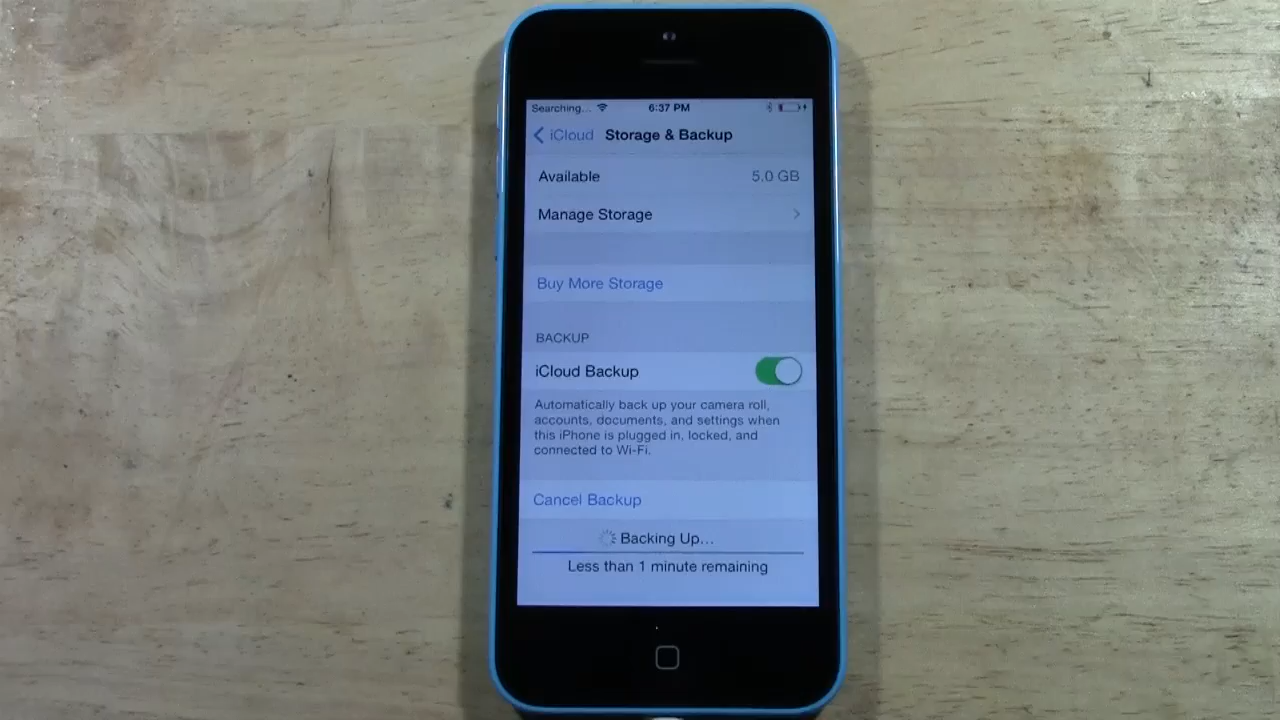 Searching... 6:37 PM
iCloud Storage & Backup
Available 5.0 GB
Manage Storage
Buy More Storage
BACKUP
iCloud Backup
Automatically back up your camera roll,
accounts, documents, and settings when
this iPhone is plugged in, locked, and
connected to Wi-Fi.
Cancel Backup
Backing Up...
Less than 1 minute remaining